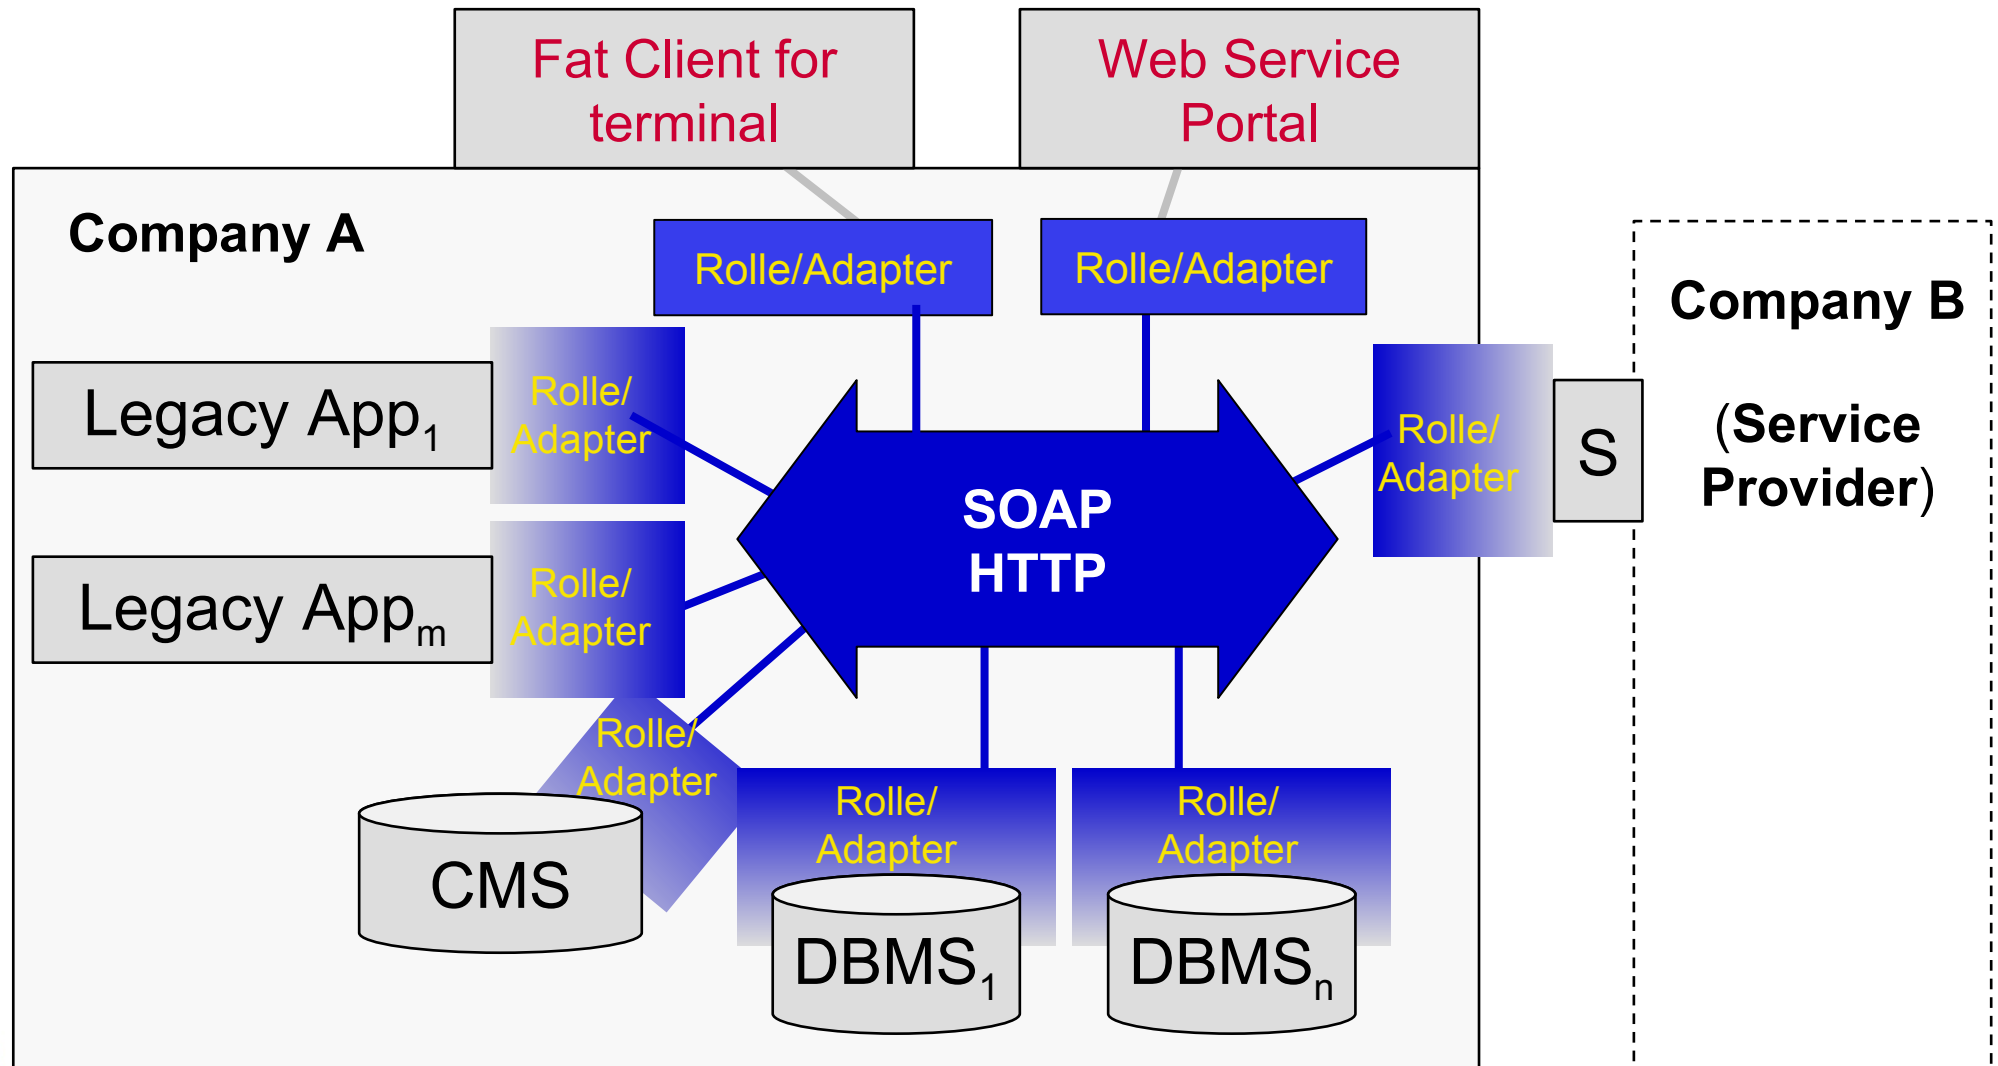 Fat Client for
terminal
Web Service
Portal
Company A
Rolle/Adapter
Rolle/Adapter
Company B
(Service
Provider)
Legacy App1
Rolle/
Adapter
Rolle/
Adapter
S
SOAP
HTTP
Legacy Appm
Rolle/
Adapter
Rolle/
Adapter
CMS
Rolle/
Adapter
DBMS1
Rolle/
Adapter
DBMSn